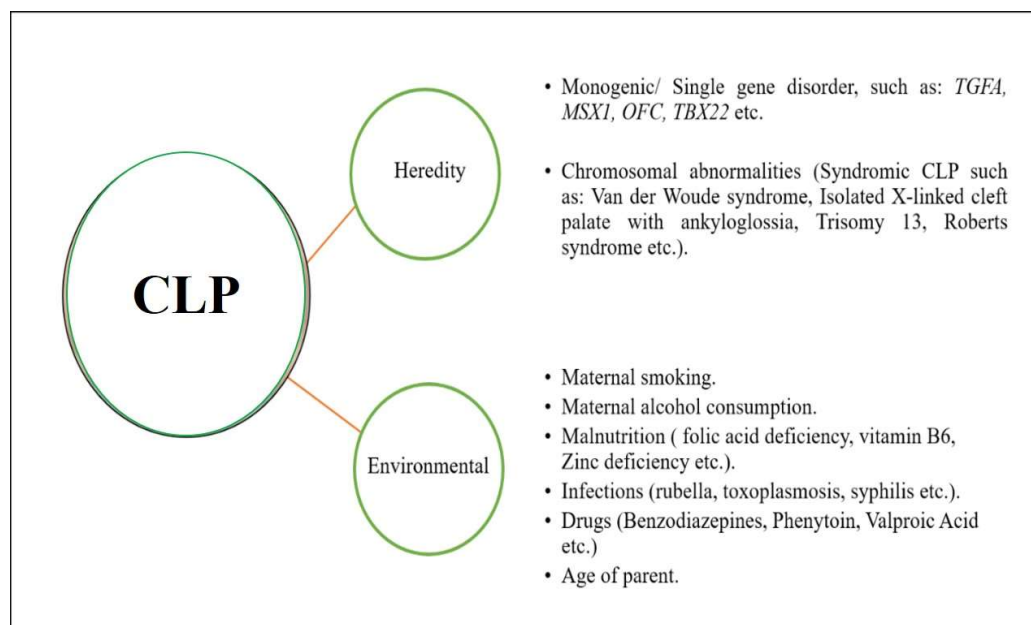 CLP
Heredity
• Monogenic/ Single gene disorder, such as: TGFA,
MSX1, OFC, TBX22 etc.
• Chromosomal abnormalities (Syndromic CLP such
as: Van der Woude syndrome, Isolated X-linked cleft
palate with ankyloglossia, Trisomy 13, Roberts
syndrome etc.).
Environmental
• Maternal smoking.
• Maternal alcohol consumption.
• Malnutrition ( folic acid deficiency, vitamin B6,
Zinc deficiency etc.).
• Infections (rubella, toxoplasmosis, syphilis etc.).
• Drugs (Benzodiazepines, Phenytoin, Valproic Acid
etc.)
• Age of parent.